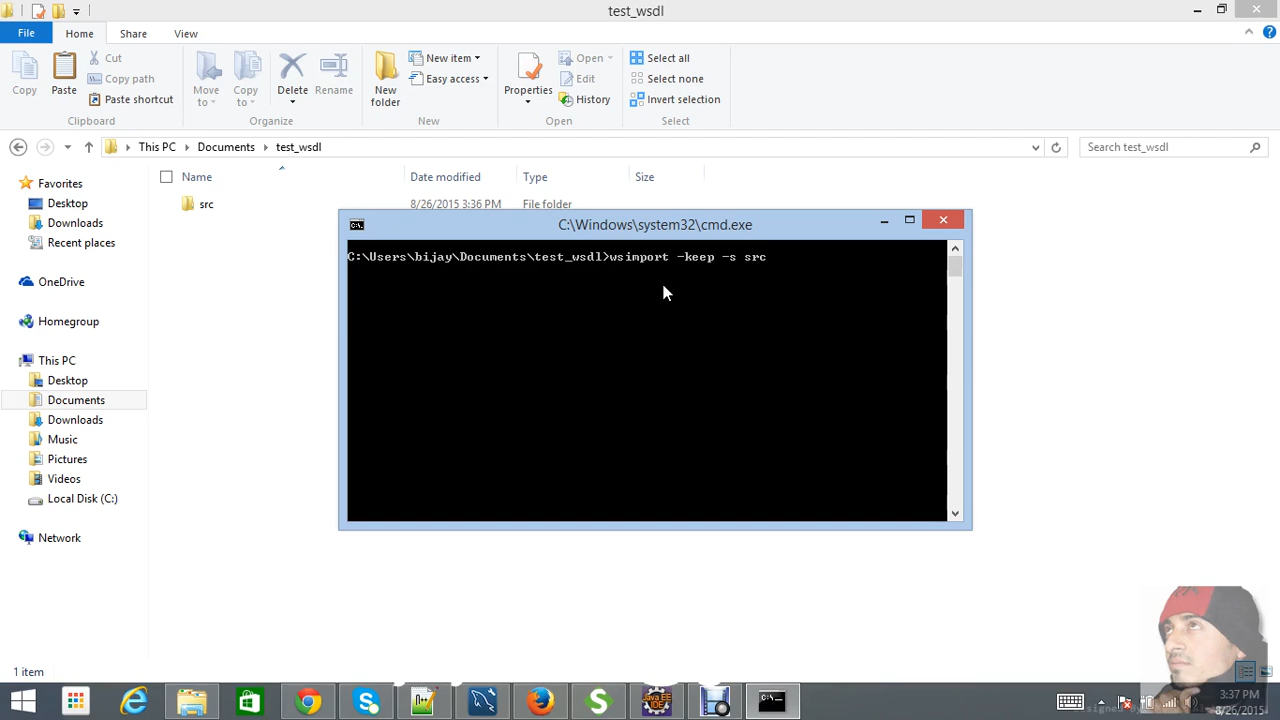 test_wsdl
File Home Share View
Cut
Copy path
Paste shortcut
Copy
Paste
Clipboard
Move to
Copy to
Delete
Rename
Organize
New item
Easy access
New folder
New
Properties
Open
Edit
History
Open
Select all
Select none
Invert selection
Select
This PC Documents test_wsdl
Search test_wsdl
Name Date modified Type Size
src 8/26/2015 3:36 PM File folder
Favorites
Desktop
Downloads
Recent places
OneDrive
Homegroup
This PC
Desktop
Documents
Downloads
Music
Pictures
Videos
Local Disk (C:)
Network
C:\Windows\system32\cmd.exe
C:\Users\bijay\Documents\test_wsdl>wsimport -keep -s src
1 item
3:37 PM
8/26/2015